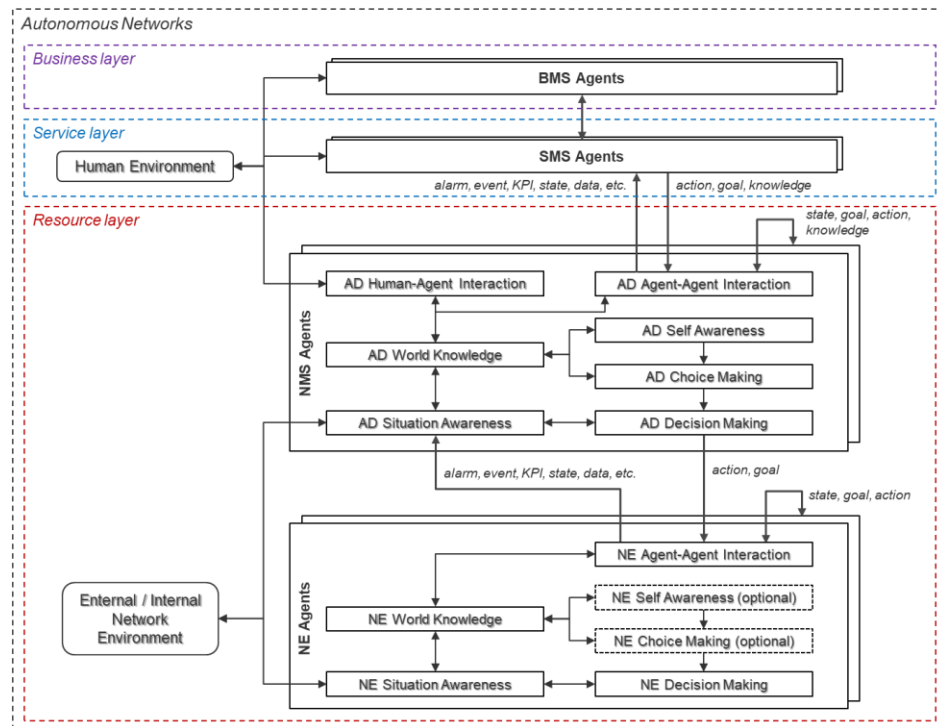 Autonomous Networks
Business layer
BMS Agents
Service layer
Human Environment
SMS Agents
alarm, event, KPI, state, data, etc.
action, goal, knowledge
Resource layer
state, goal, action,
knowledge
NMS Agents
AD Human-Agent Interaction
AD Agent-Agent Interaction
AD Self Awareness
AD World Knowledge
AD Choice Making
AD Situation Awareness
AD Decision Making
alarm, event, KPI, state, data, etc.
action, goal
state, goal, action
NE Agents
NE Agent-Agent Interaction
Enternal / Internal
Network
Environment
NE Self Awareness (optional)
NE World Knowledge
NE Choice Making (optional)
NE Situation Awareness
NE Decision Making